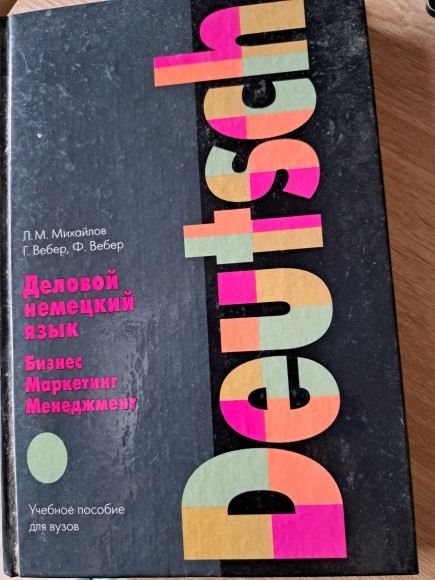 Л. М. Михайлов
Г. Вебер, Ф. Вебер
Деловой
немецкий
язык
Бизнес
Маркетинг
Менеджмент
Учебное пособие
для вузов
Deutsch